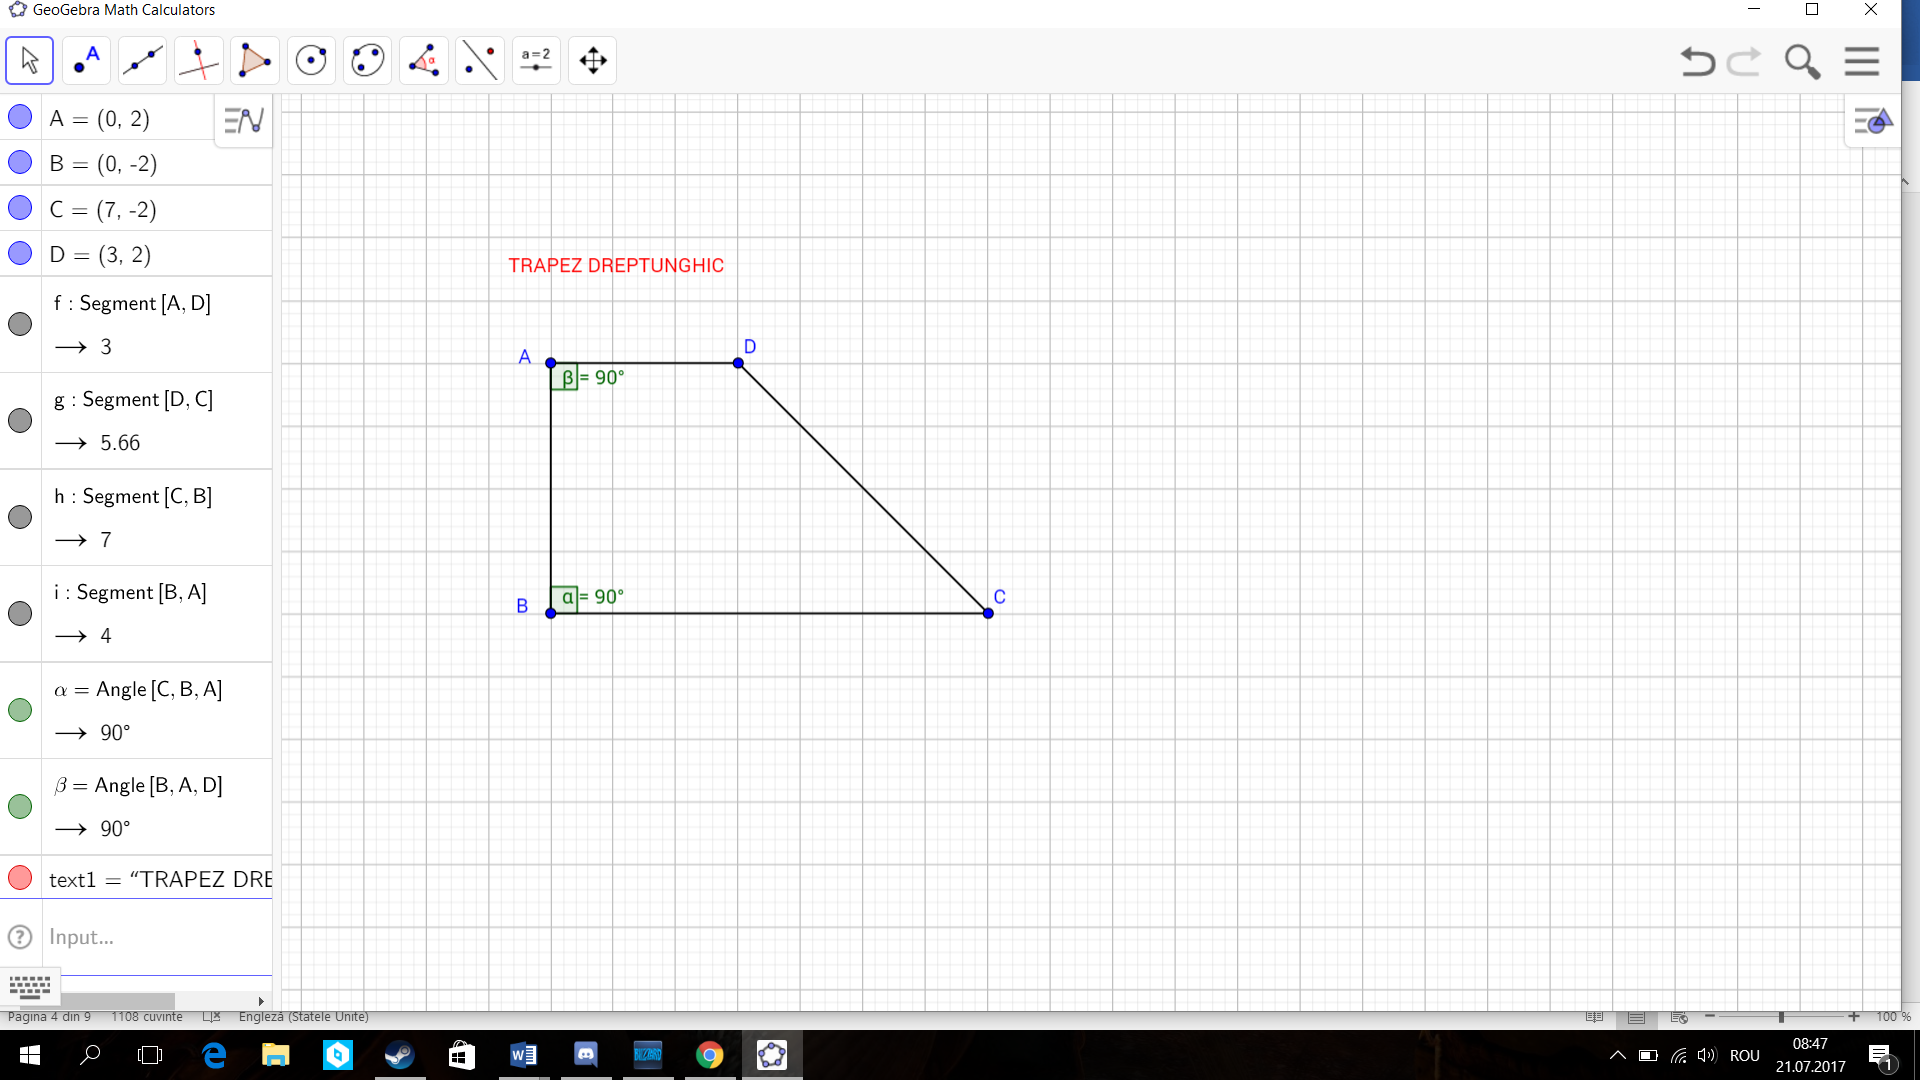 GeoGebra Math Calculators
A
α
a=2
A = (0, 2)
B = (0, -2)
C = (7, -2)
D = (3, 2)
f : Segment [A, D]
→ 3
g : Segment [D, C]
→ 5.66
h : Segment [C, B]
→ 7
i : Segment [B, A]
→ 4
α = Angle [C, B, A]
→ 90°
β = Angle [B, A, D]
→ 90°
text1 = “TRAPEZ DRE
Input...
TRAPEZ DREPTUNGHIC
A
D
β = 90°
B
α = 90°
C
Pagina 4 din 9 1108 cuvinte Engleză (Statele Unite) 100 %
BLIZZARD
ROU
08:47
21.07.2017
1